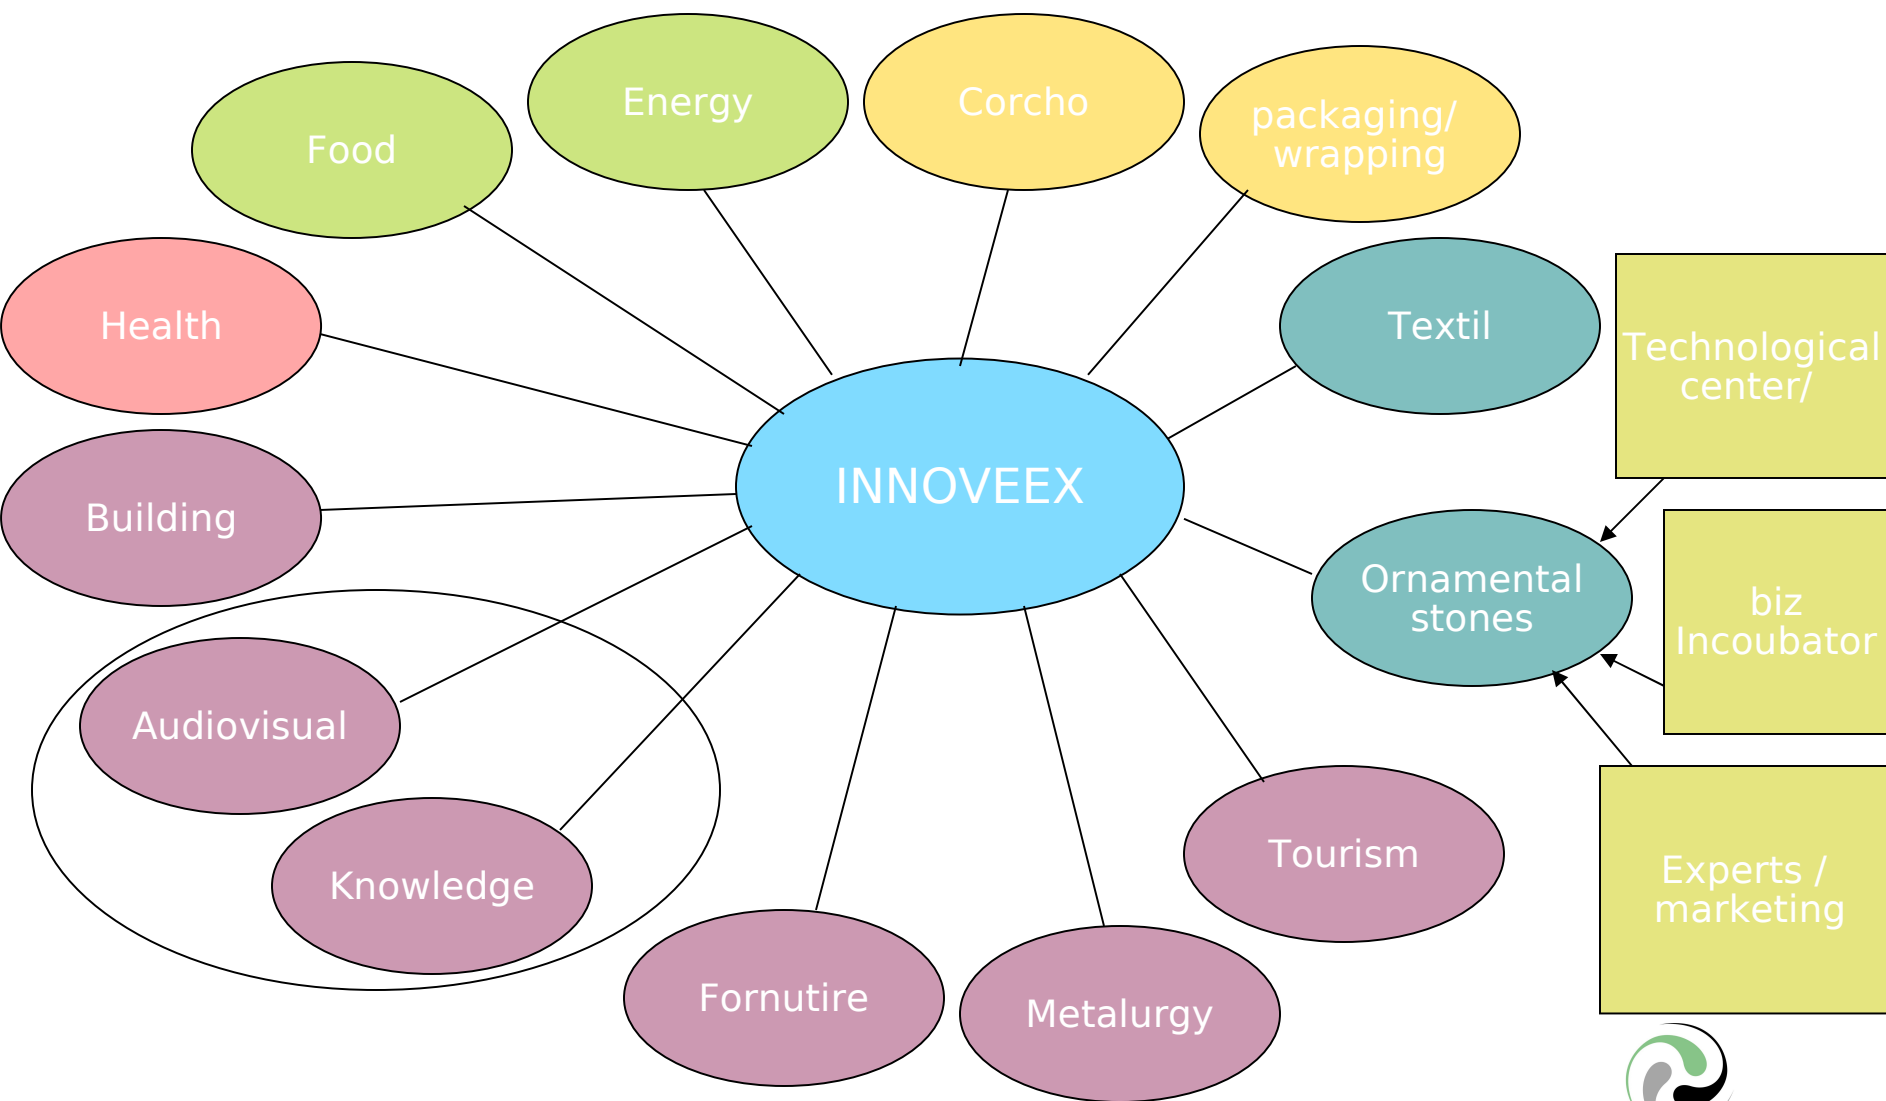 Energy
Corcho
packaging/
wrapping
Food
Health
Textil
Technological
center/
INNOVEEX
Building
Ornamental
stones
biz
Incoubator
Audiovisual
Knowledge
Tourism
Experts /
marketing
Fornutire
Metalurgy